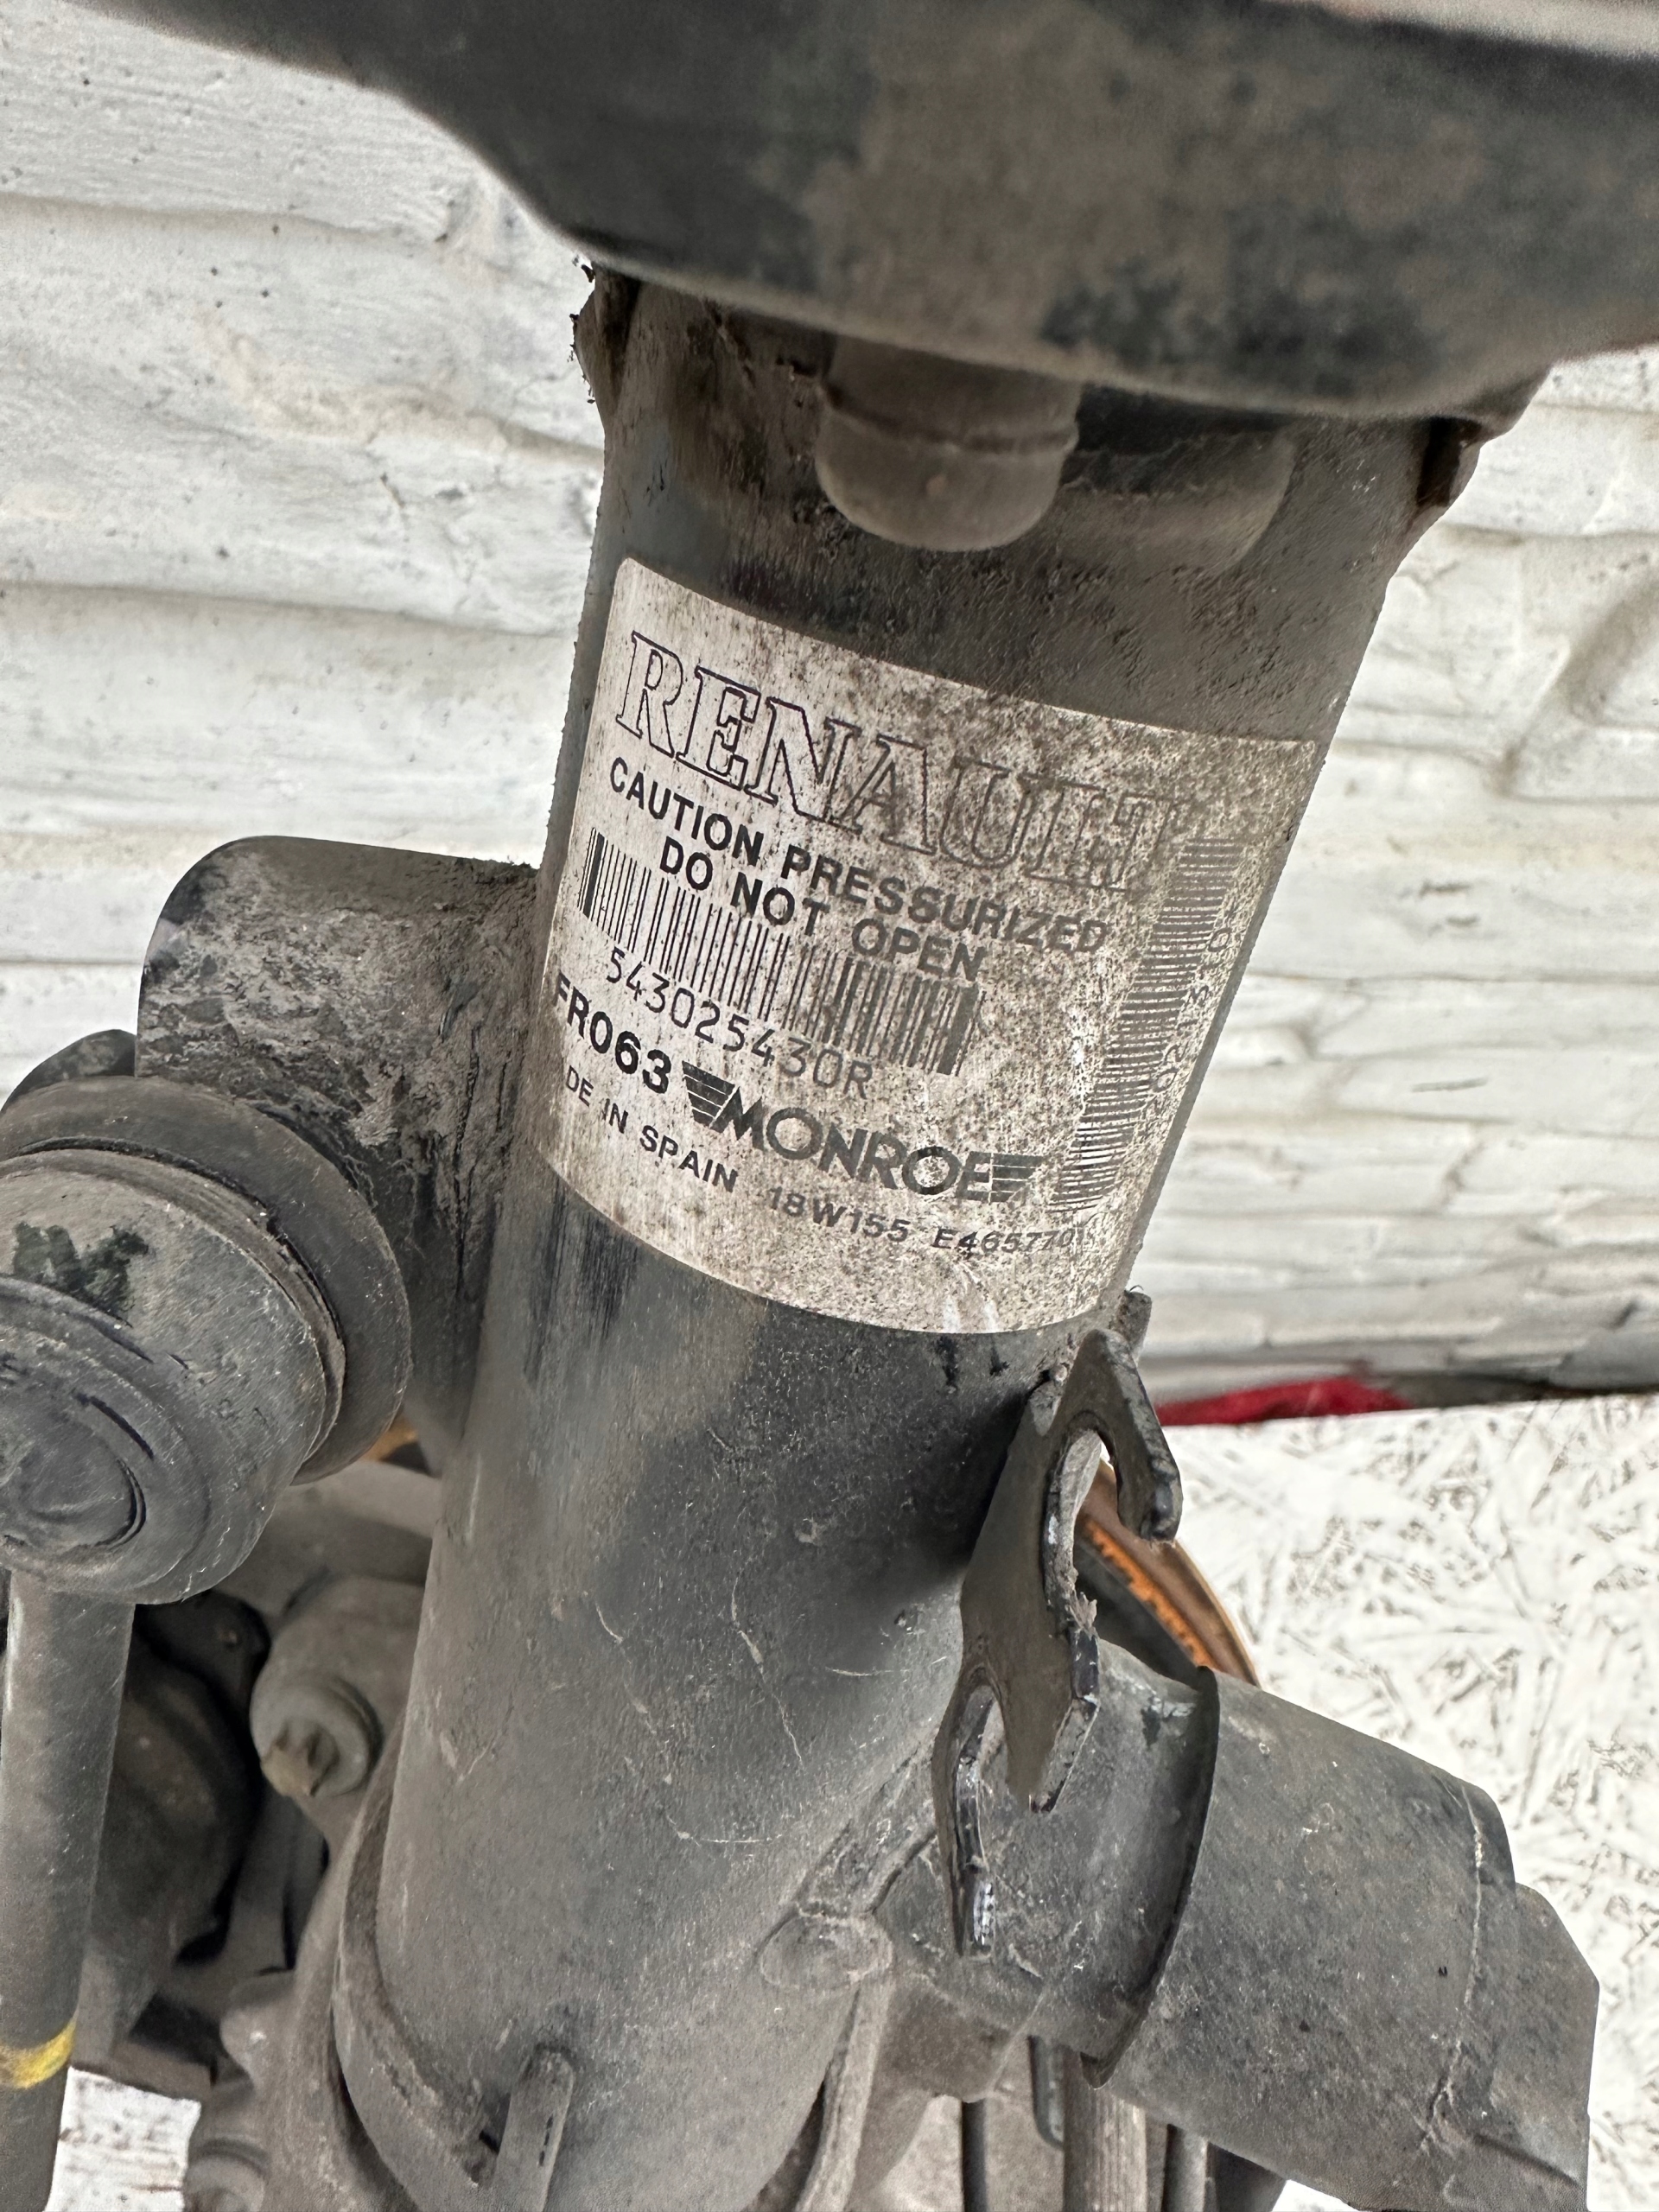 RENAULT
CAUTION PRESSURIZED
DO NOT OPEN
543025430R
FR063 MONROE
DE IN SPAIN 18W155